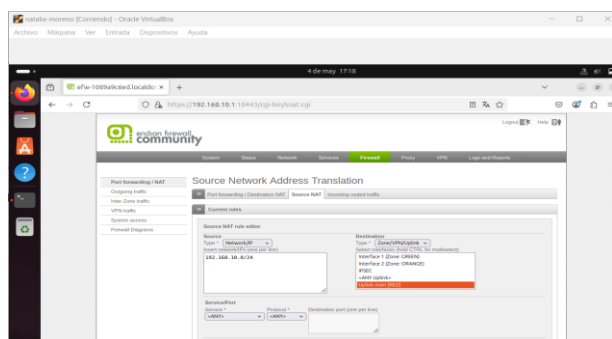 natalia-moreno [Corriendo] - Oracle VirtualBox
Archivo Máquina Ver Entrada Dispositivos Ayuda
4 de may 17:18
efw-1089a9c6ed.localdo
https://192.168.10.1:10443/cgi-bin/snat.cgi
endian firewall
community
Logout Help
System Status Network Services Firewall Proxy VPN Logs and Reports
Port forwarding / NAT
Outgoing traffic
Inter-Zone traffic
VPN traffic
System access
Firewall Diagrams
Source Network Address Translation
Port forwarding / Destination NAT Source NAT Incoming routed traffic
Current rules
Source NAT rule editor
Source
Type * Network/IP
Insert network/IPs (one per line)
192.168.10.0/24
Destination
Type * Zone/VPN/Uplink
Select interfaces (hold CTRL for multiselect)
Interface 1 (Zone: GREEN)
Interface 2 (Zone: ORANGE)
IPSEC
<ANY Uplink>
Uplink main [RED]
Service/Port
Service * Protocol * Destination port (one per line)
<ANY> <ANY>